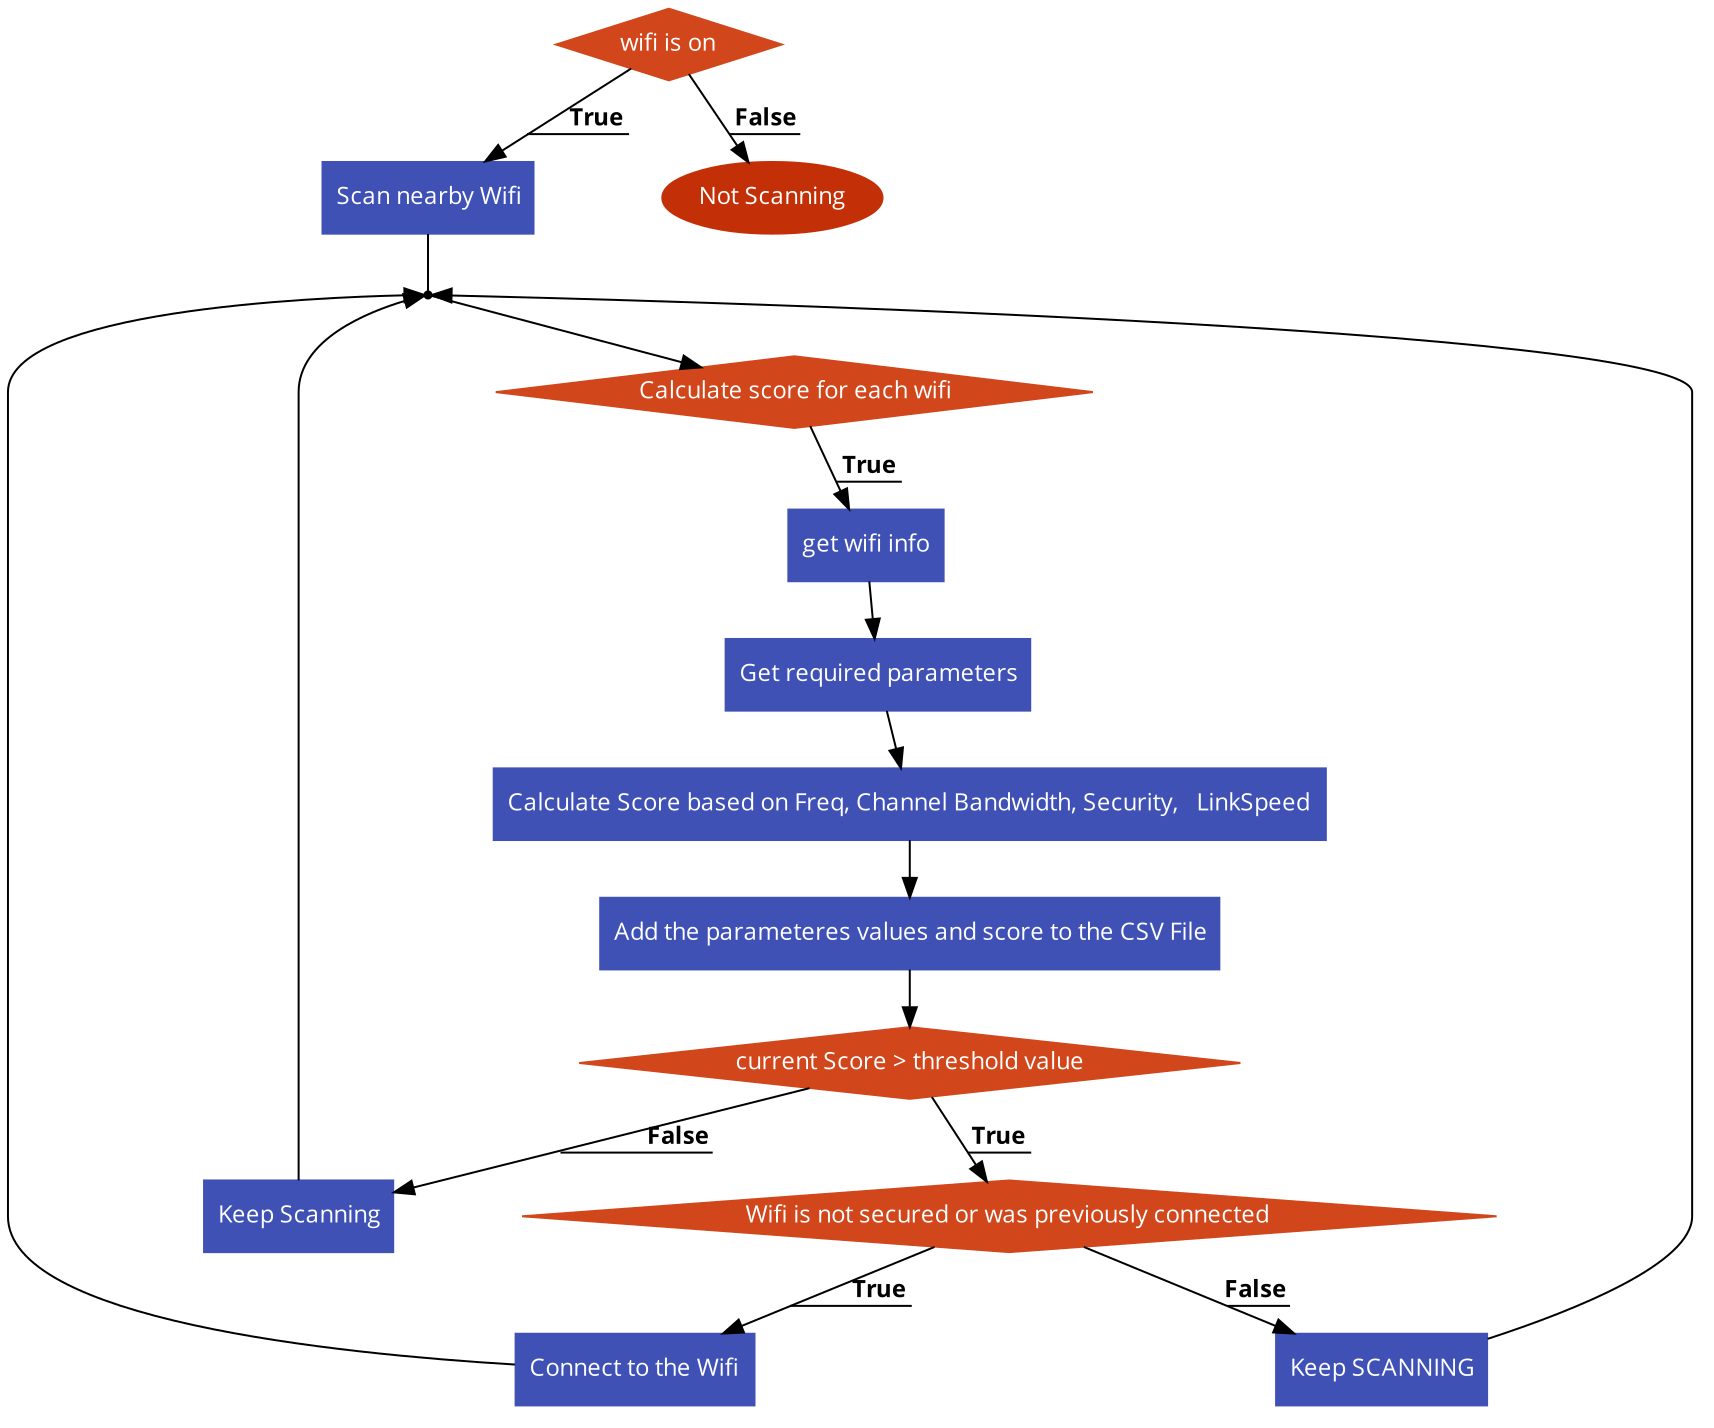 wifi is on
True
False
Scan nearby Wifi
Not Scanning
Calculate score for each wifi
True
get wifi info
Get required parameters
Calculate Score based on Freq, Channel Bandwidth, Security,   LinkSpeed
Add the parameteres values and score to the CSV File
current Score > threshold value
False
True
Keep Scanning
Wifi is not secured or was previously connected
True
False
Connect to the Wifi
Keep SCANNING